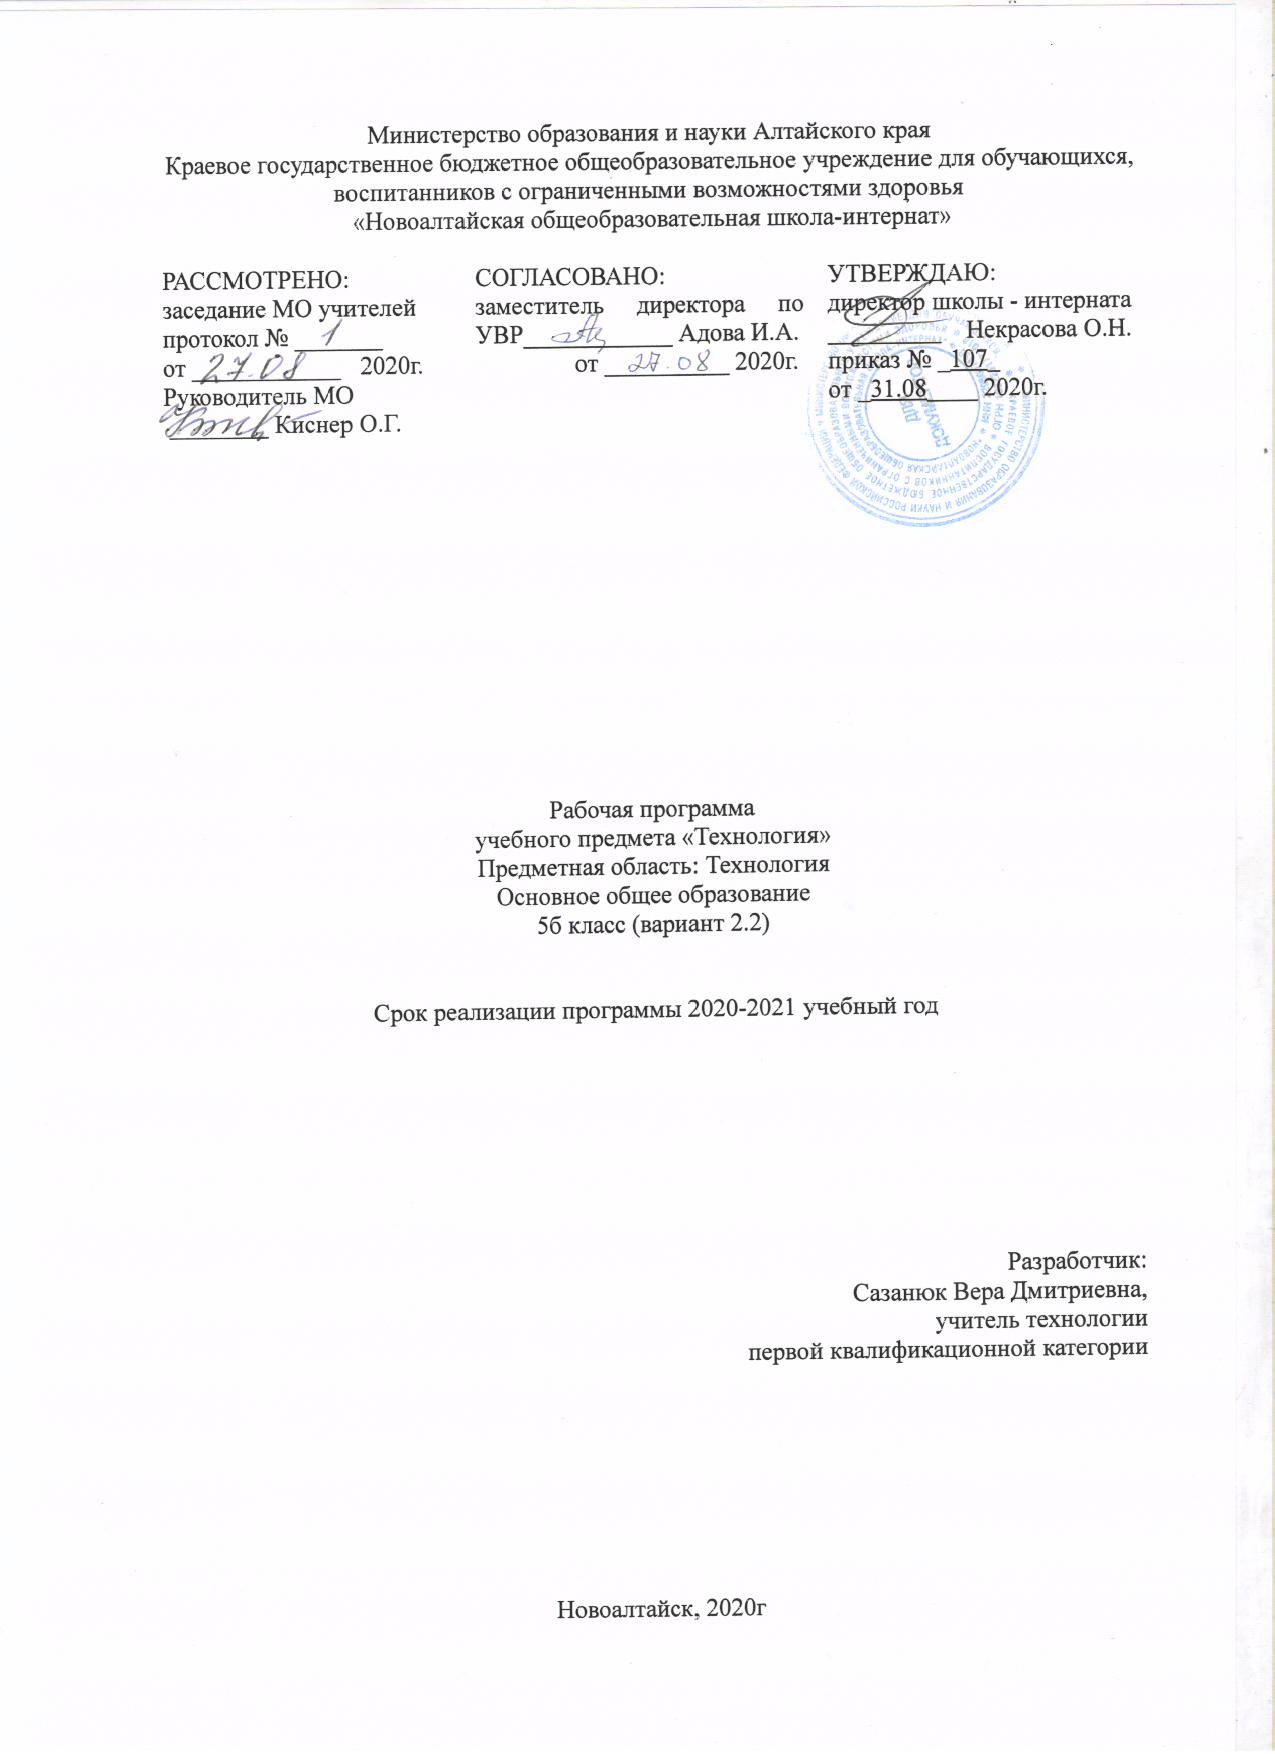 Министерство образования и науки Алтайского края
Краевое государственное бюджетное общеобразовательное учреждение для обучающихся,
воспитанников с ограниченными возможностями здоровья
«Новоалтайская общеобразовательная школа-интернат»
РАССМОТРЕНО:
заседание МО учителей
протокол № 1
от 27.08 2020г.
Руководитель МО
Киснер О.Г.
СОГЛАСОВАНО:
заместитель директора по
УВР Адова И.А.
от 27.08 2020г.
УТВЕРЖДАЮ:
директор школы - интерната
Некрасова О.Н.
приказ № 107
от 31.08 2020г.
ДЛЯ
ДОКУМЕНТОВ
Рабочая программа
учебного предмета «Технология»
Предметная область: Технология
Основное общее образование
5б класс (вариант 2.2)
Срок реализации программы 2020-2021 учебный год
Разработчик:
Сазанюк Вера Дмитриевна,
учитель технологии
первой квалификационной категории
Новоалтайск, 2020г